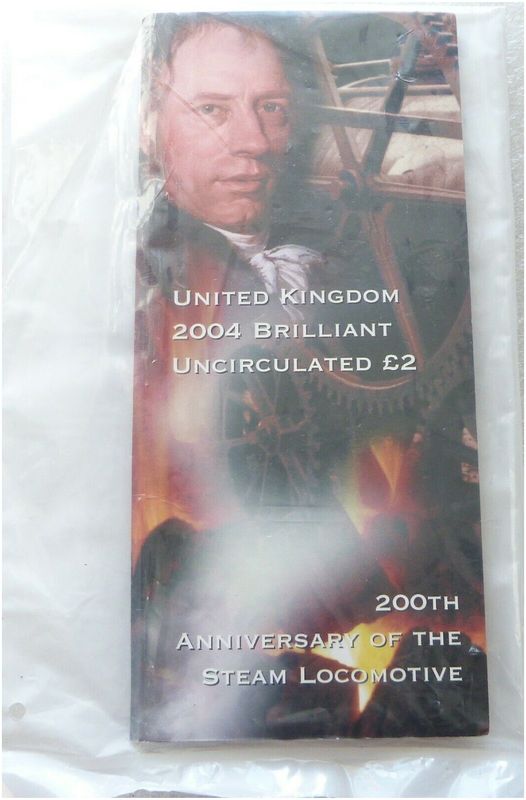 United Kingdom
2004 Brilliant
Uncirculated £2
200th
Anniversary of the
Steam Locomotive